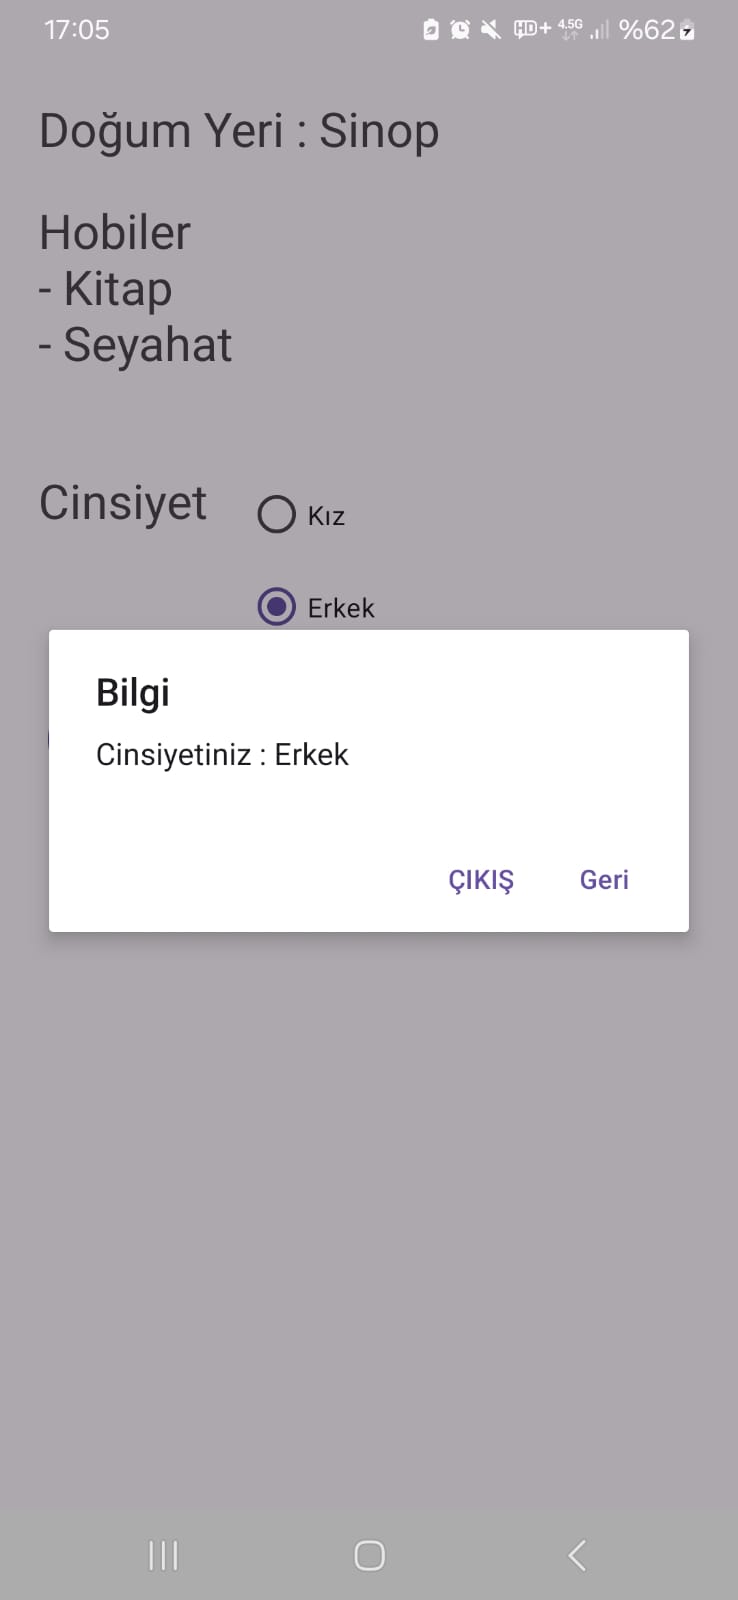 17:05 HD+ 4.5G %62
Doğum Yeri : Sinop
Hobiler
- Kitap
- Seyahat
Cinsiyet
Kız
Erkek
Bilgi
Cinsiyetiniz : Erkek
ÇIKIŞ Geri